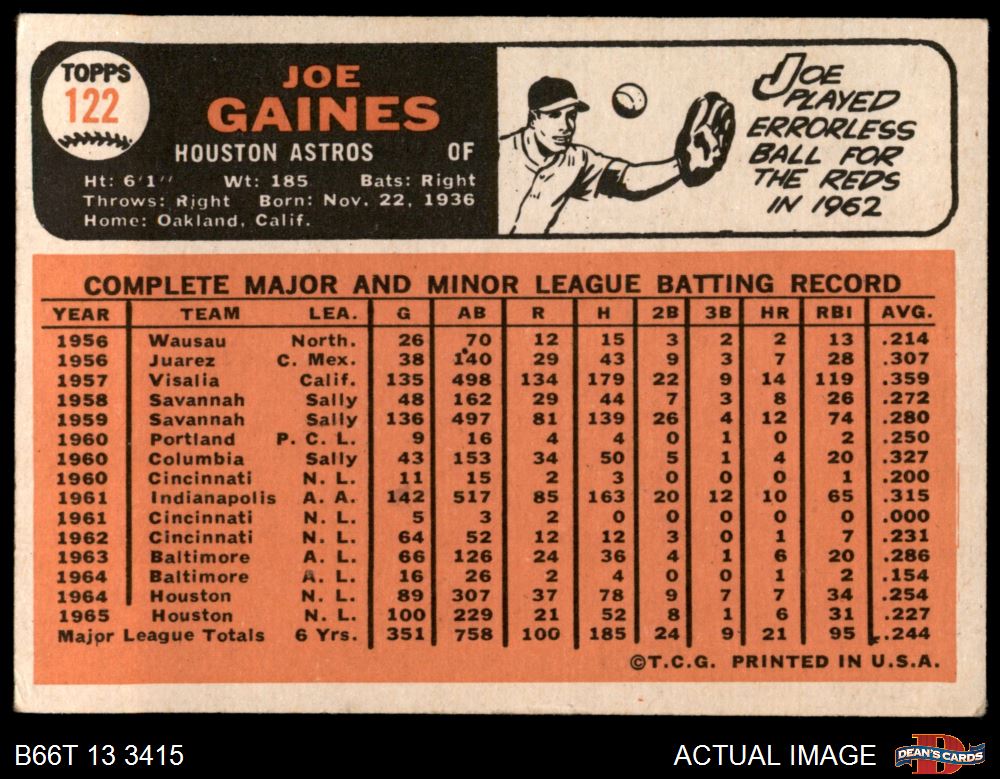 TOPPS
122
JOE
GAINES
HOUSTON ASTROS OF
Ht: 6'1" Wt: 185 Bats: Right
Throws: Right Born: Nov. 22, 1936
Home: Oakland, Calif.
JOE
PLAYED
ERRORLESS
BALL FOR
THE REDS
IN 1962
COMPLETE MAJOR AND MINOR LEAGUE BATTING RECORD
YEAR TEAM LEA. G AB R H 2B 3B HR RBI AVG.
1956 Wausau North. 26 70 12 15 3 2 2 13 .214
1956 Juarez C. Mex. 38 140 29 43 9 3 7 28 .307
1957 Visalia Calif. 135 498 134 179 22 9 14 119 .359
1958 Savannah Sally 48 162 29 44 7 3 8 26 .272
1959 Savannah Sally 136 497 81 139 26 4 12 74 .280
1960 Portland P. C. L. 9 16 4 4 0 1 0 2 .250
1960 Columbia Sally 43 153 34 50 5 1 4 20 .327
1960 Cincinnati N. L. 11 15 2 3 0 0 0 1 .200
1961 Indianapolis A. A. 142 517 85 163 20 12 10 65 .315
1961 Cincinnati N. L. 5 3 2 0 0 0 0 0 .000
1962 Cincinnati N. L. 64 52 12 12 3 0 1 7 .231
1963 Baltimore A. L. 66 126 24 36 4 1 6 20 .286
1964 Baltimore A. L. 16 26 2 4 0 0 1 2 .154
1964 Houston N. L. 89 307 37 78 9 7 7 34 .254
1965 Houston N. L. 100 229 21 52 8 1 6 31 .227
Major League Totals 6 Yrs. 351 758 100 185 24 9 21 95 .244
©T.C.G. PRINTED IN U.S.A.
B66T 13 3415 ACTUAL IMAGE DEAN'S CARDS